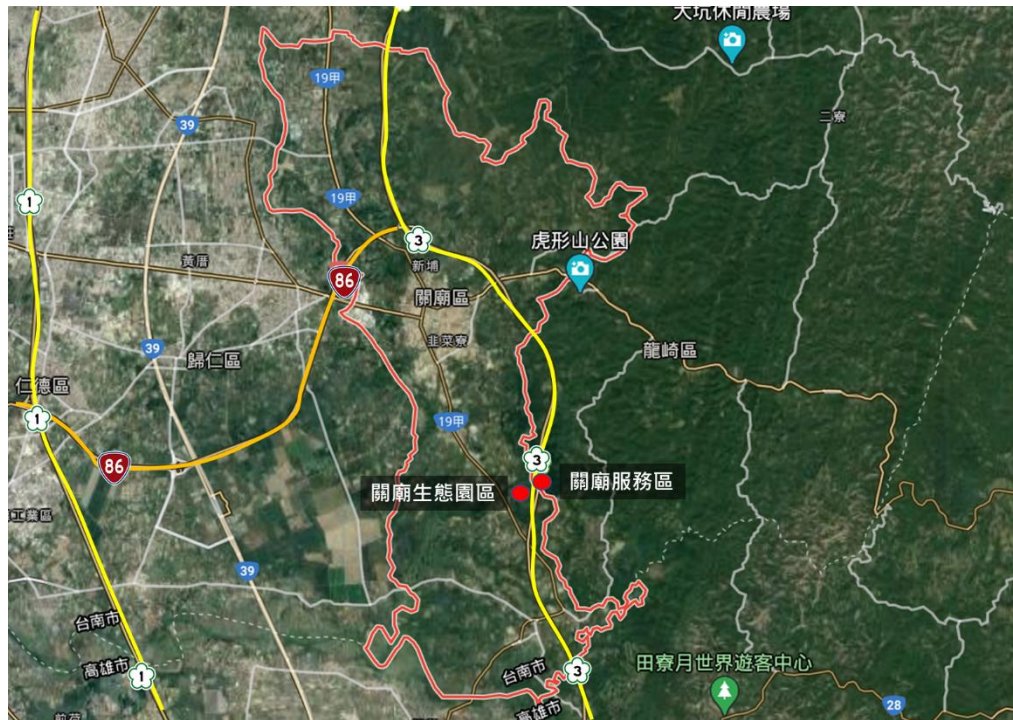 大坑休閒農場
19甲
39
二寮
1
19甲
3
虎形山公園
黃厝
新埔
86
關廟區
韭菜寮
39
歸仁區
龍崎區
仁德區
1
19甲
86
3
關廟服務區
關廟生態園區
工業區
39
台南市
高雄市
1
台南市
3
田寮月世界遊客中心
28
高雄市